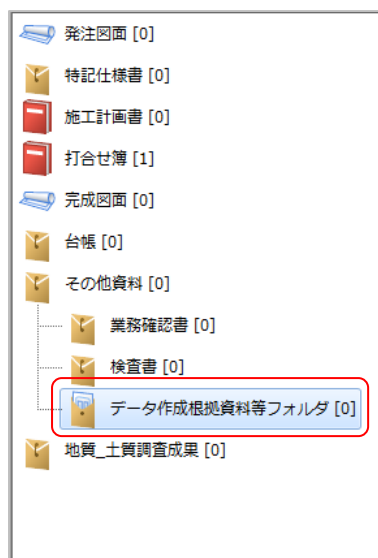 発注図面 [0]
特記仕様書 [0]
施工計画書 [0]
打合せ簿 [1]
完成図面 [0]
台帳 [0]
その他資料 [0]
業務確認書 [0]
検査書 [0]
データ作成根拠資料等フォルダ [0]
地質_土質調査成果 [0]